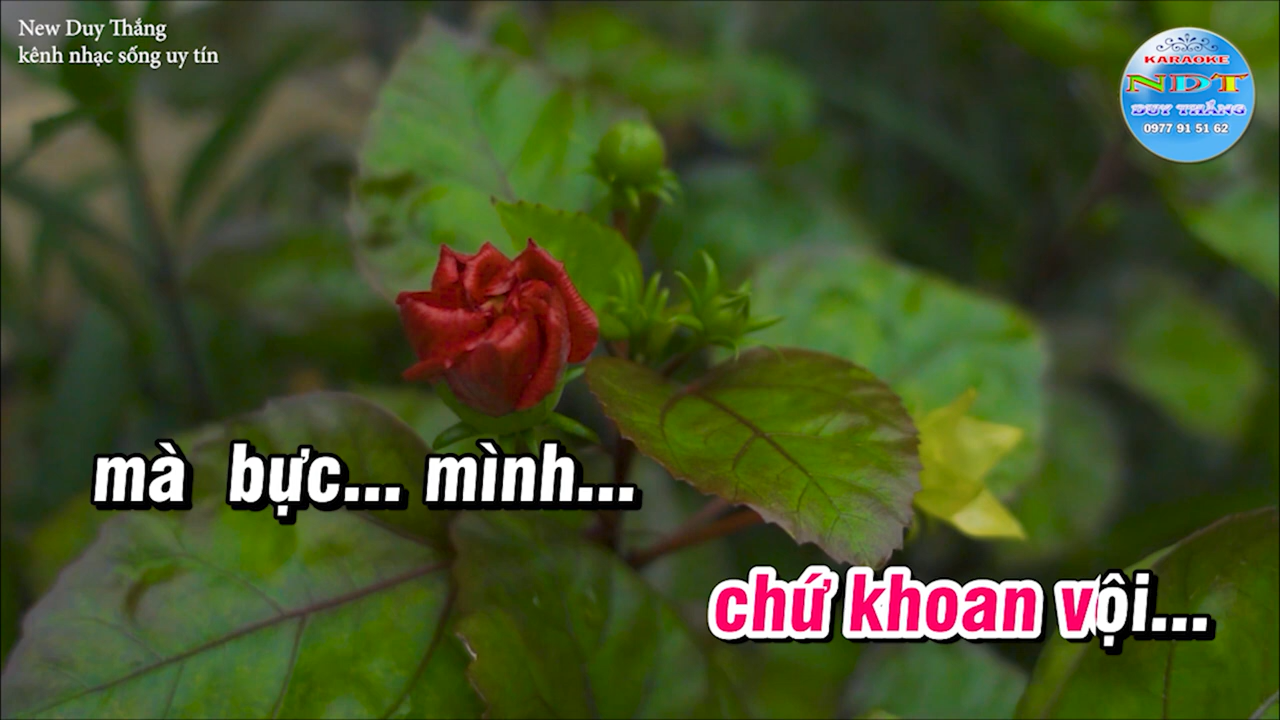 New Duy Thắng
kênh nhạc sống uy tín
KARAOKE
NDT
DUY THẮNG
0977 91 51 62
mà bực... mình...
chứ khoan vội...